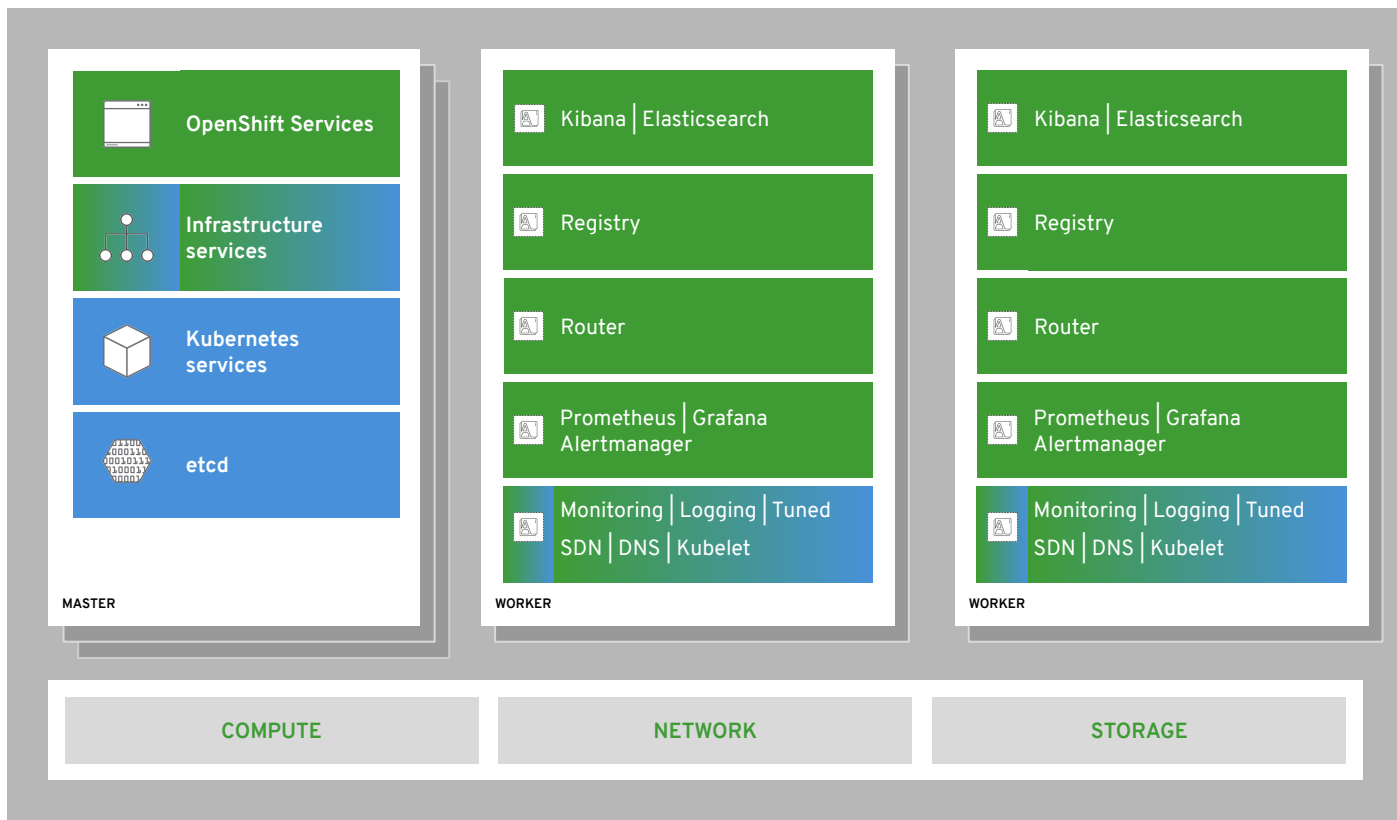 OpenShift Services
Infrastructure
services
Kubernetes
services
etcd
MASTER
Kibana | Elasticsearch
Registry
Router
Prometheus | Grafana
Alertmanager
Monitoring | Logging | Tuned
SDN | DNS | Kubelet
WORKER
Kibana | Elasticsearch
Registry
Router
Prometheus | Grafana
Alertmanager
Monitoring | Logging | Tuned
SDN | DNS | Kubelet
WORKER
COMPUTE
NETWORK
STORAGE